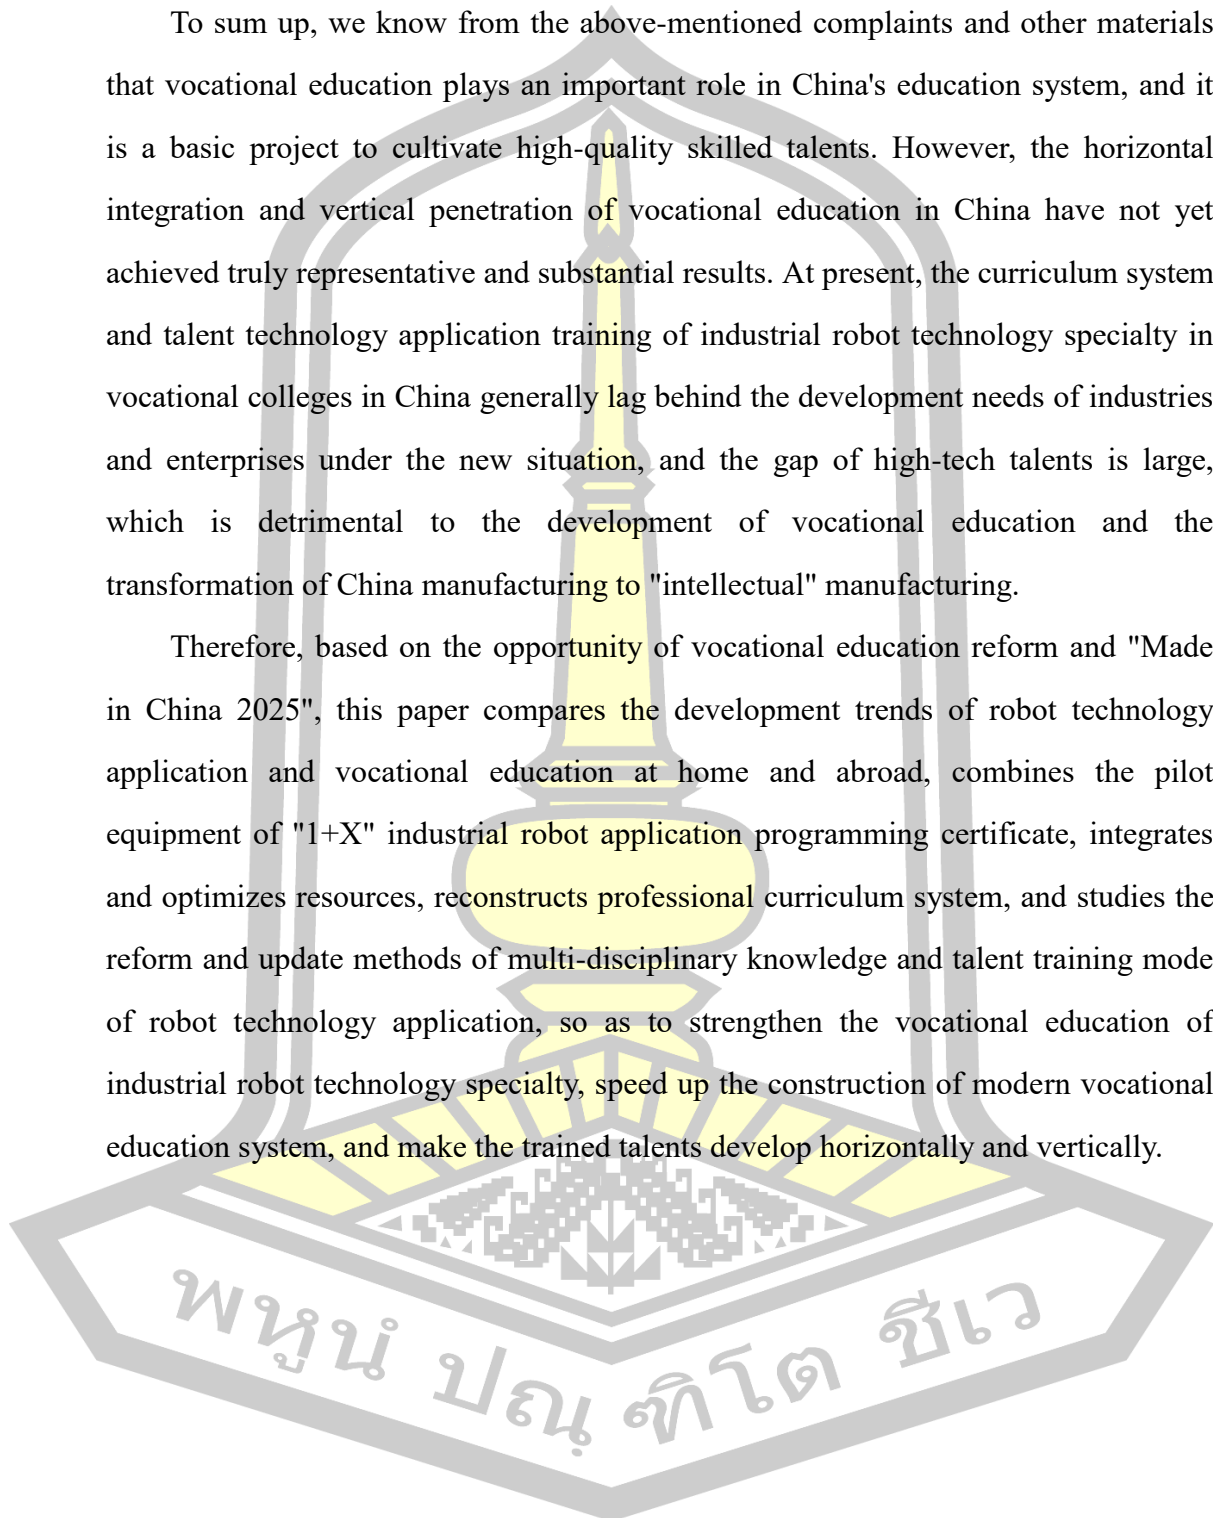 To sum up, we know from the above-mentioned complaints and other materials
that vocational education plays an important role in China's education system, and it
is a basic project to cultivate high-quality skilled talents. However, the horizontal
integration and vertical penetration of vocational education in China have not yet
achieved truly representative and substantial results. At present, the curriculum system
and talent technology application training of industrial robot technology specialty in
vocational colleges in China generally lag behind the development needs of industries
and enterprises under the new situation, and the gap of high-tech talents is large,
which is detrimental to the development of vocational education and the
transformation of China manufacturing to "intellectual" manufacturing.
Therefore, based on the opportunity of vocational education reform and "Made
in China 2025", this paper compares the development trends of robot technology
application and vocational education at home and abroad, combines the pilot
equipment of "1+X" industrial robot application programming certificate, integrates
and optimizes resources, reconstructs professional curriculum system, and studies the
reform and update methods of multi-disciplinary knowledge and talent training mode
of robot technology application, so as to strengthen the vocational education of
industrial robot technology specialty, speed up the construction of modern vocational
education system, and make the trained talents develop horizontally and vertically.
พหูนํ ปณฺฑิโต ชีเว